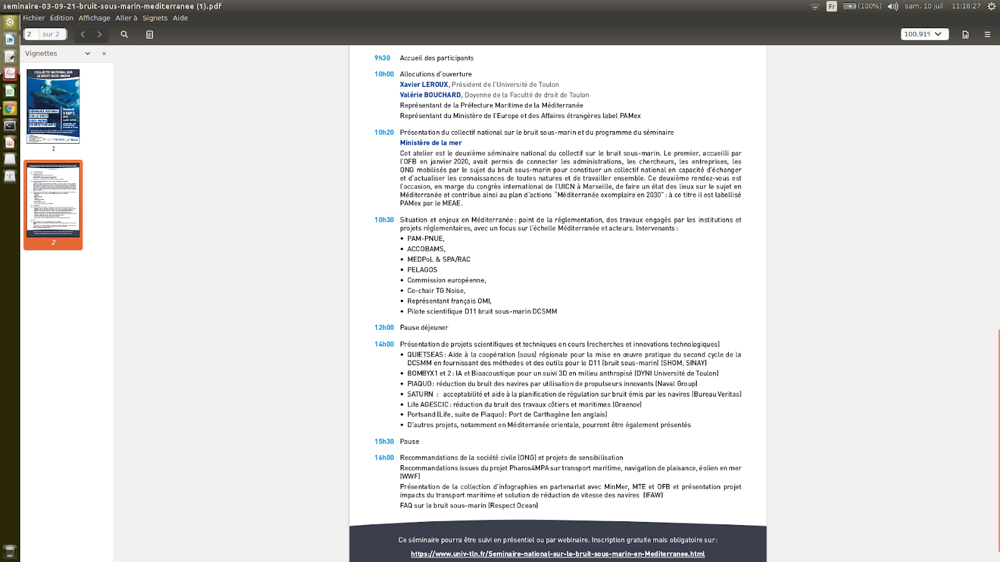 seminaire-03-09-21-bruit-sous-marin-mediterranee (1).pdf
Fr (100%) sam. 10 juil. 11:18:27
Fichier Édition Affichage Aller à Signets Aide
2 sur 2
100,91%
Vignettes
COLLECTIF NATIONAL SUR
LE BRUIT SOUS-MARIN
SÉMINAIRE NATIONAL
SUR LE BRUIT
SOUS-MARIN
EN MÉDITERRANÉE
Vendredi
3 SEPT.
1
2
9h30 Accueil des participants
10h00 Allocutions d'ouverture
Xavier LEROUX, Président de l'Université de Toulon
Valérie BOUCHARD, Doyenne de la Faculté de droit de Toulon
Représentant de la Préfecture Maritime de la Méditerranée
Représentant du Ministère de l'Europe et des Affaires étrangères label PAMex
10h20 Présentation du collectif national sur le bruit sous-marin et du programme du séminaire
Ministère de la mer
Cet atelier est le deuxième séminaire national du collectif sur le bruit sous-marin. Le premier, accueilli par
l'OFB en janvier 2020, avait permis de connecter les administrations, les chercheurs, les entreprises, les
ONG mobilisés par le sujet du bruit sous-marin pour constituer un collectif national en capacité d'échanger
et d'actualiser les connaissances de toutes natures et de travailler ensemble. Ce deuxième rendez-vous est
l'occasion, en marge du congrès international de l'UICN à Marseille, de faire un état des lieux sur le sujet en
Méditerranée et contribue ainsi au plan d'actions "Méditerranée exemplaire en 2030" : à ce titre il est labellisé
PAMex par le MEAE.
10h30 Situation et enjeux en Méditerranée : point de la réglementation, des travaux engagés par les institutions et
projets réglementaires, avec un focus sur l'échelle Méditerranée et acteurs. Intervenants :
• PAM-PNUE,
• ACCOBAMS,
• MEDPoL & SPA/RAC
• PELAGOS
• Commission européenne,
• Co-chair TG Noise,
• Représentant français OMI,
• Pilote scientifique D11 bruit sous-marin DCSMM
12h00 Pause déjeuner
14h00 Présentation de projets scientifiques et techniques en cours (recherches et innovations technologiques)
• QUIETSEAS : Aide à la coopération (sous) régionale pour la mise en œuvre pratique du second cycle de la
DCSMM en fournissant des méthodes et des outils pour le D11 (bruit sous-marin) (SHOM, SINAY)
• BOMBYX1 et 2 : IA et Bioacoustique pour un suivi 3D en milieu anthropisé (DYNI Université de Toulon)
• PIAQUO : réduction du bruit des navires par utilisation de propulseurs innovants (Naval Group)
• SATURN : acceptabilité et aide à la planification de régulation sur bruit émis par les navires (Bureau Veritas)
• Life AGESCIC : réduction du bruit des travaux côtiers et maritimes (Greenov)
• Portsand (Life, suite de Piaquo) : Port de Carthagène (en anglais)
• D'autres projets, notamment en Méditerranée orientale, pourront être également présentés
15h30 Pause
16h00 Recommandations de la société civile (ONG) et projets de sensibilisation
Recommandations issues du projet Pharos4MPA sur transport maritime, navigation de plaisance, éolien en mer
(WWF)
Présentation de la collection d'infographies en partenariat avec MinMer, MTE et OFB et présentation projet
impacts du transport maritime et solution de réduction de vitesse des navires (IFAW)
FAQ sur le bruit sous-marin (Respect Ocean)
Ce séminaire pourra être suivi en présentiel ou par webinaire. Inscription gratuite mais obligatoire sur :
https://www.univ-tln.fr/Seminaire-national-sur-le-bruit-sous-marin-en-Mediterranee.html